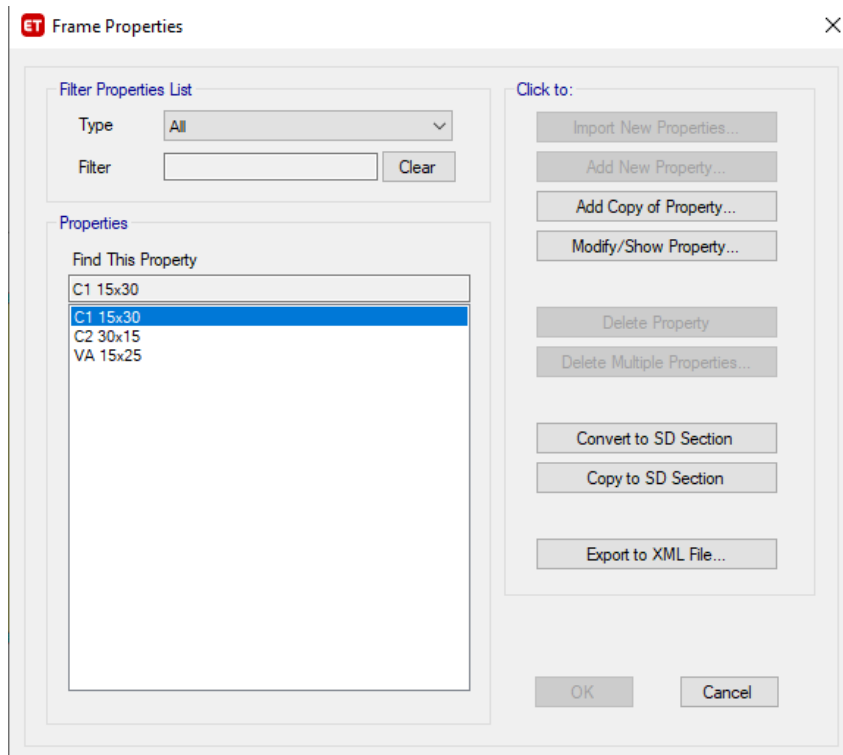 ET Frame Properties
Filter Properties List
Type All
Filter Clear
Properties
Find This Property
C1 15x30
C1 15x30
C2 30x15
VA 15x25
Click to:
Import New Properties...
Add New Property...
Add Copy of Property...
Modify/Show Property...
Delete Property
Delete Multiple Properties...
Convert to SD Section
Copy to SD Section
Export to XML File...
OK Cancel